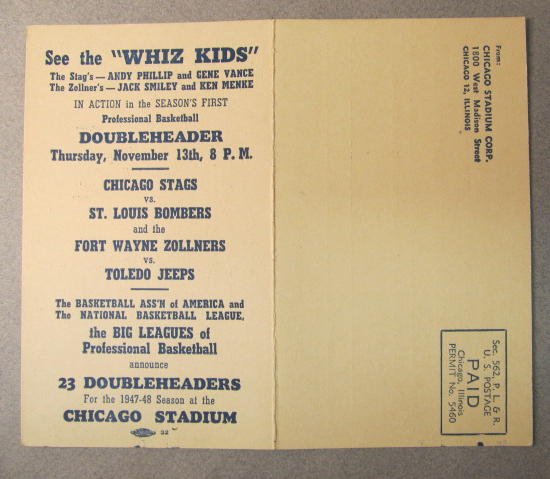 See the "WHIZ KIDS"
The Stag's — ANDY PHILLIP and GENE VANCE
The Zollner's — JACK SMILEY and KEN MENKE
IN ACTION in the SEASON'S FIRST
Professional Basketball
DOUBLEHEADER
Thursday, November 13th, 8 P. M.
CHICAGO STAGS
vs.
ST. LOUIS BOMBERS
and the
FORT WAYNE ZOLLNERS
vs.
TOLEDO JEEPS
The BASKETBALL ASS'N of AMERICA and
The NATIONAL BASKETBALL LEAGUE,
the BIG LEAGUES of
Professional Basketball
announce
23 DOUBLEHEADERS
For the 1947-48 Season at the
CHICAGO STADIUM
32
From:
CHICAGO STADIUM CORP.
1800 West Madison Street
CHICAGO 12, ILLINOIS
Sec. 562, P. L. & R.
U. S. POSTAGE
PAID
Chicago, Illinois
PERMIT No. 5460